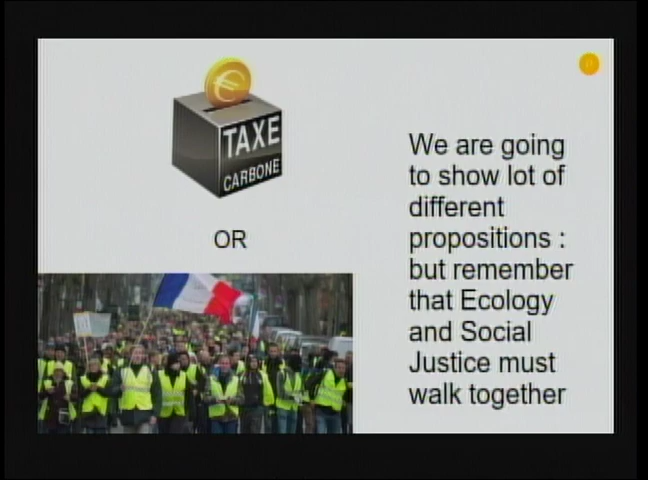 TAXE
CARBONE
OR
We are going
to show lot of
different
propositions :
but remember
that Ecology
and Social
Justice must
walk together